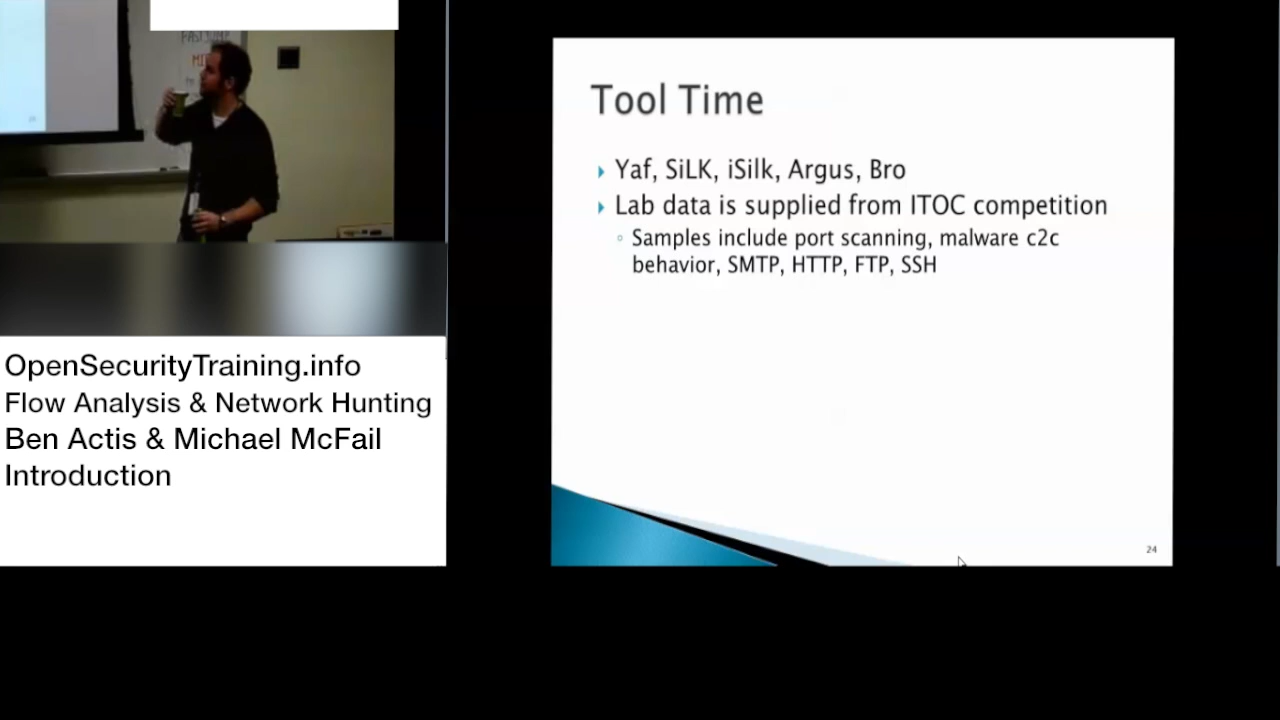 Tool Time
Yaf, SiLK, iSilk, Argus, Bro
Lab data is supplied from ITOC competition
Samples include port scanning, malware c2c
behavior, SMTP, HTTP, FTP, SSH
24
OpenSecurityTraining.info
Flow Analysis & Network Hunting
Ben Actis & Michael McFail
Introduction